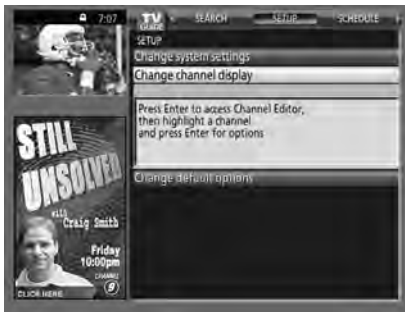 7:07
TV GUIDE
SEARCH
SETUP
SCHEDULE
SETUP
Change system settings
Change channel display
Press Enter to access Channel Editor,
then highlight a channel
and press Enter for options
Change default options
STILL
UNSOLVED
with
Craig Smith
Friday
10:00pm
CHANNEL
9
CLICK HERE